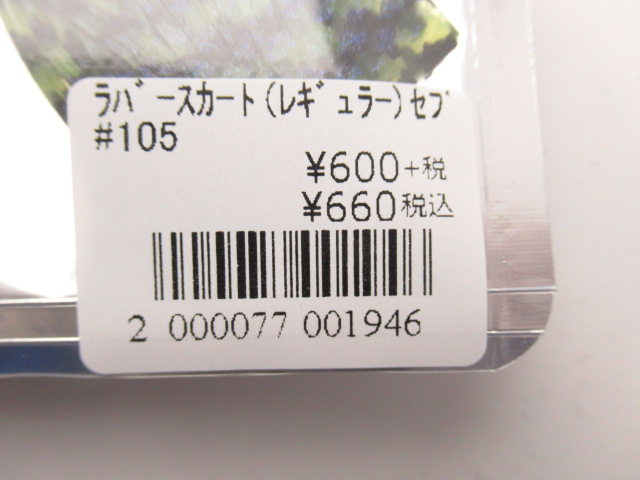 ラバースカート(レギュラー)セブ
#105
¥600+税
¥660税込
2 000077 001946